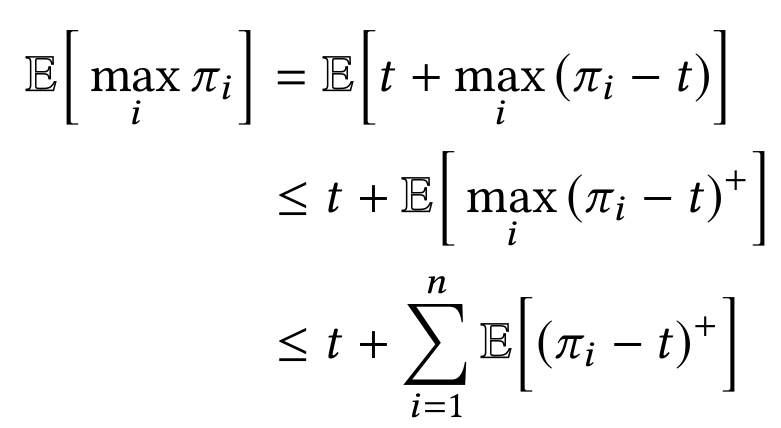 𝔼[ max_i π_i ] = 𝔼[ t + max_i (π_i − t) ]
≤ t + 𝔼[ max_i (π_i − t)^+ ]
≤ t + ∑_{i=1}^{n} 𝔼[ (π_i − t)^+ ]